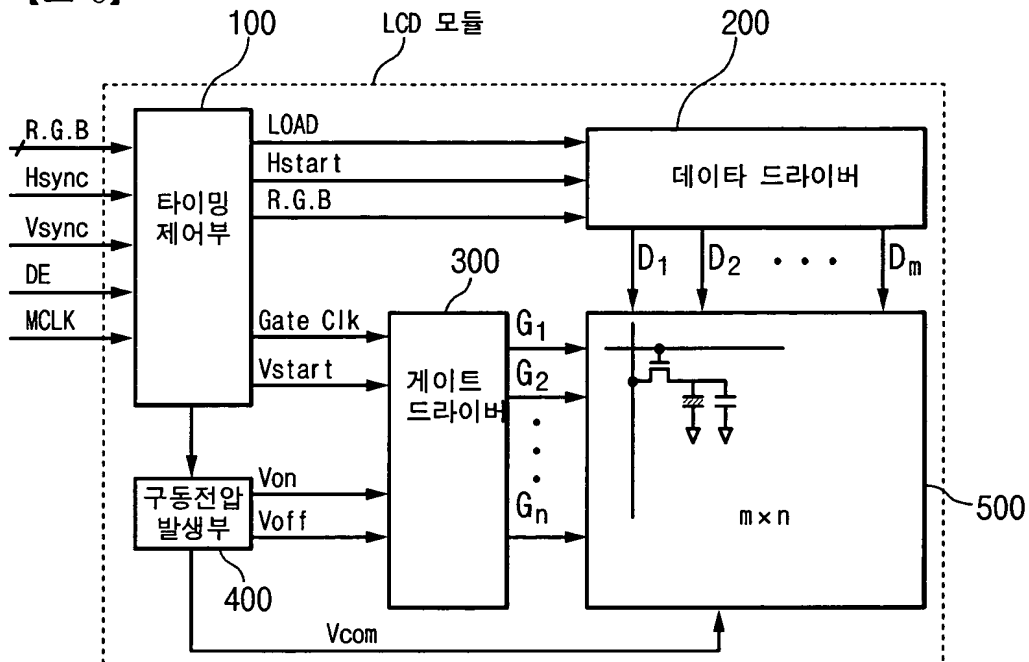 LCD 모듈
100
200
R.G.B
Hsync
Vsync
DE
MCLK
타이밍
제어부
LOAD
Hstart
R.G.B
데이타 드라이버
D1 D2 • • • Dm
Gate Clk
Vstart
300
게이트
드라이버
G1
G2
Gn
구동전압
발생부
400
Von
Voff
Vcom
m×n
500